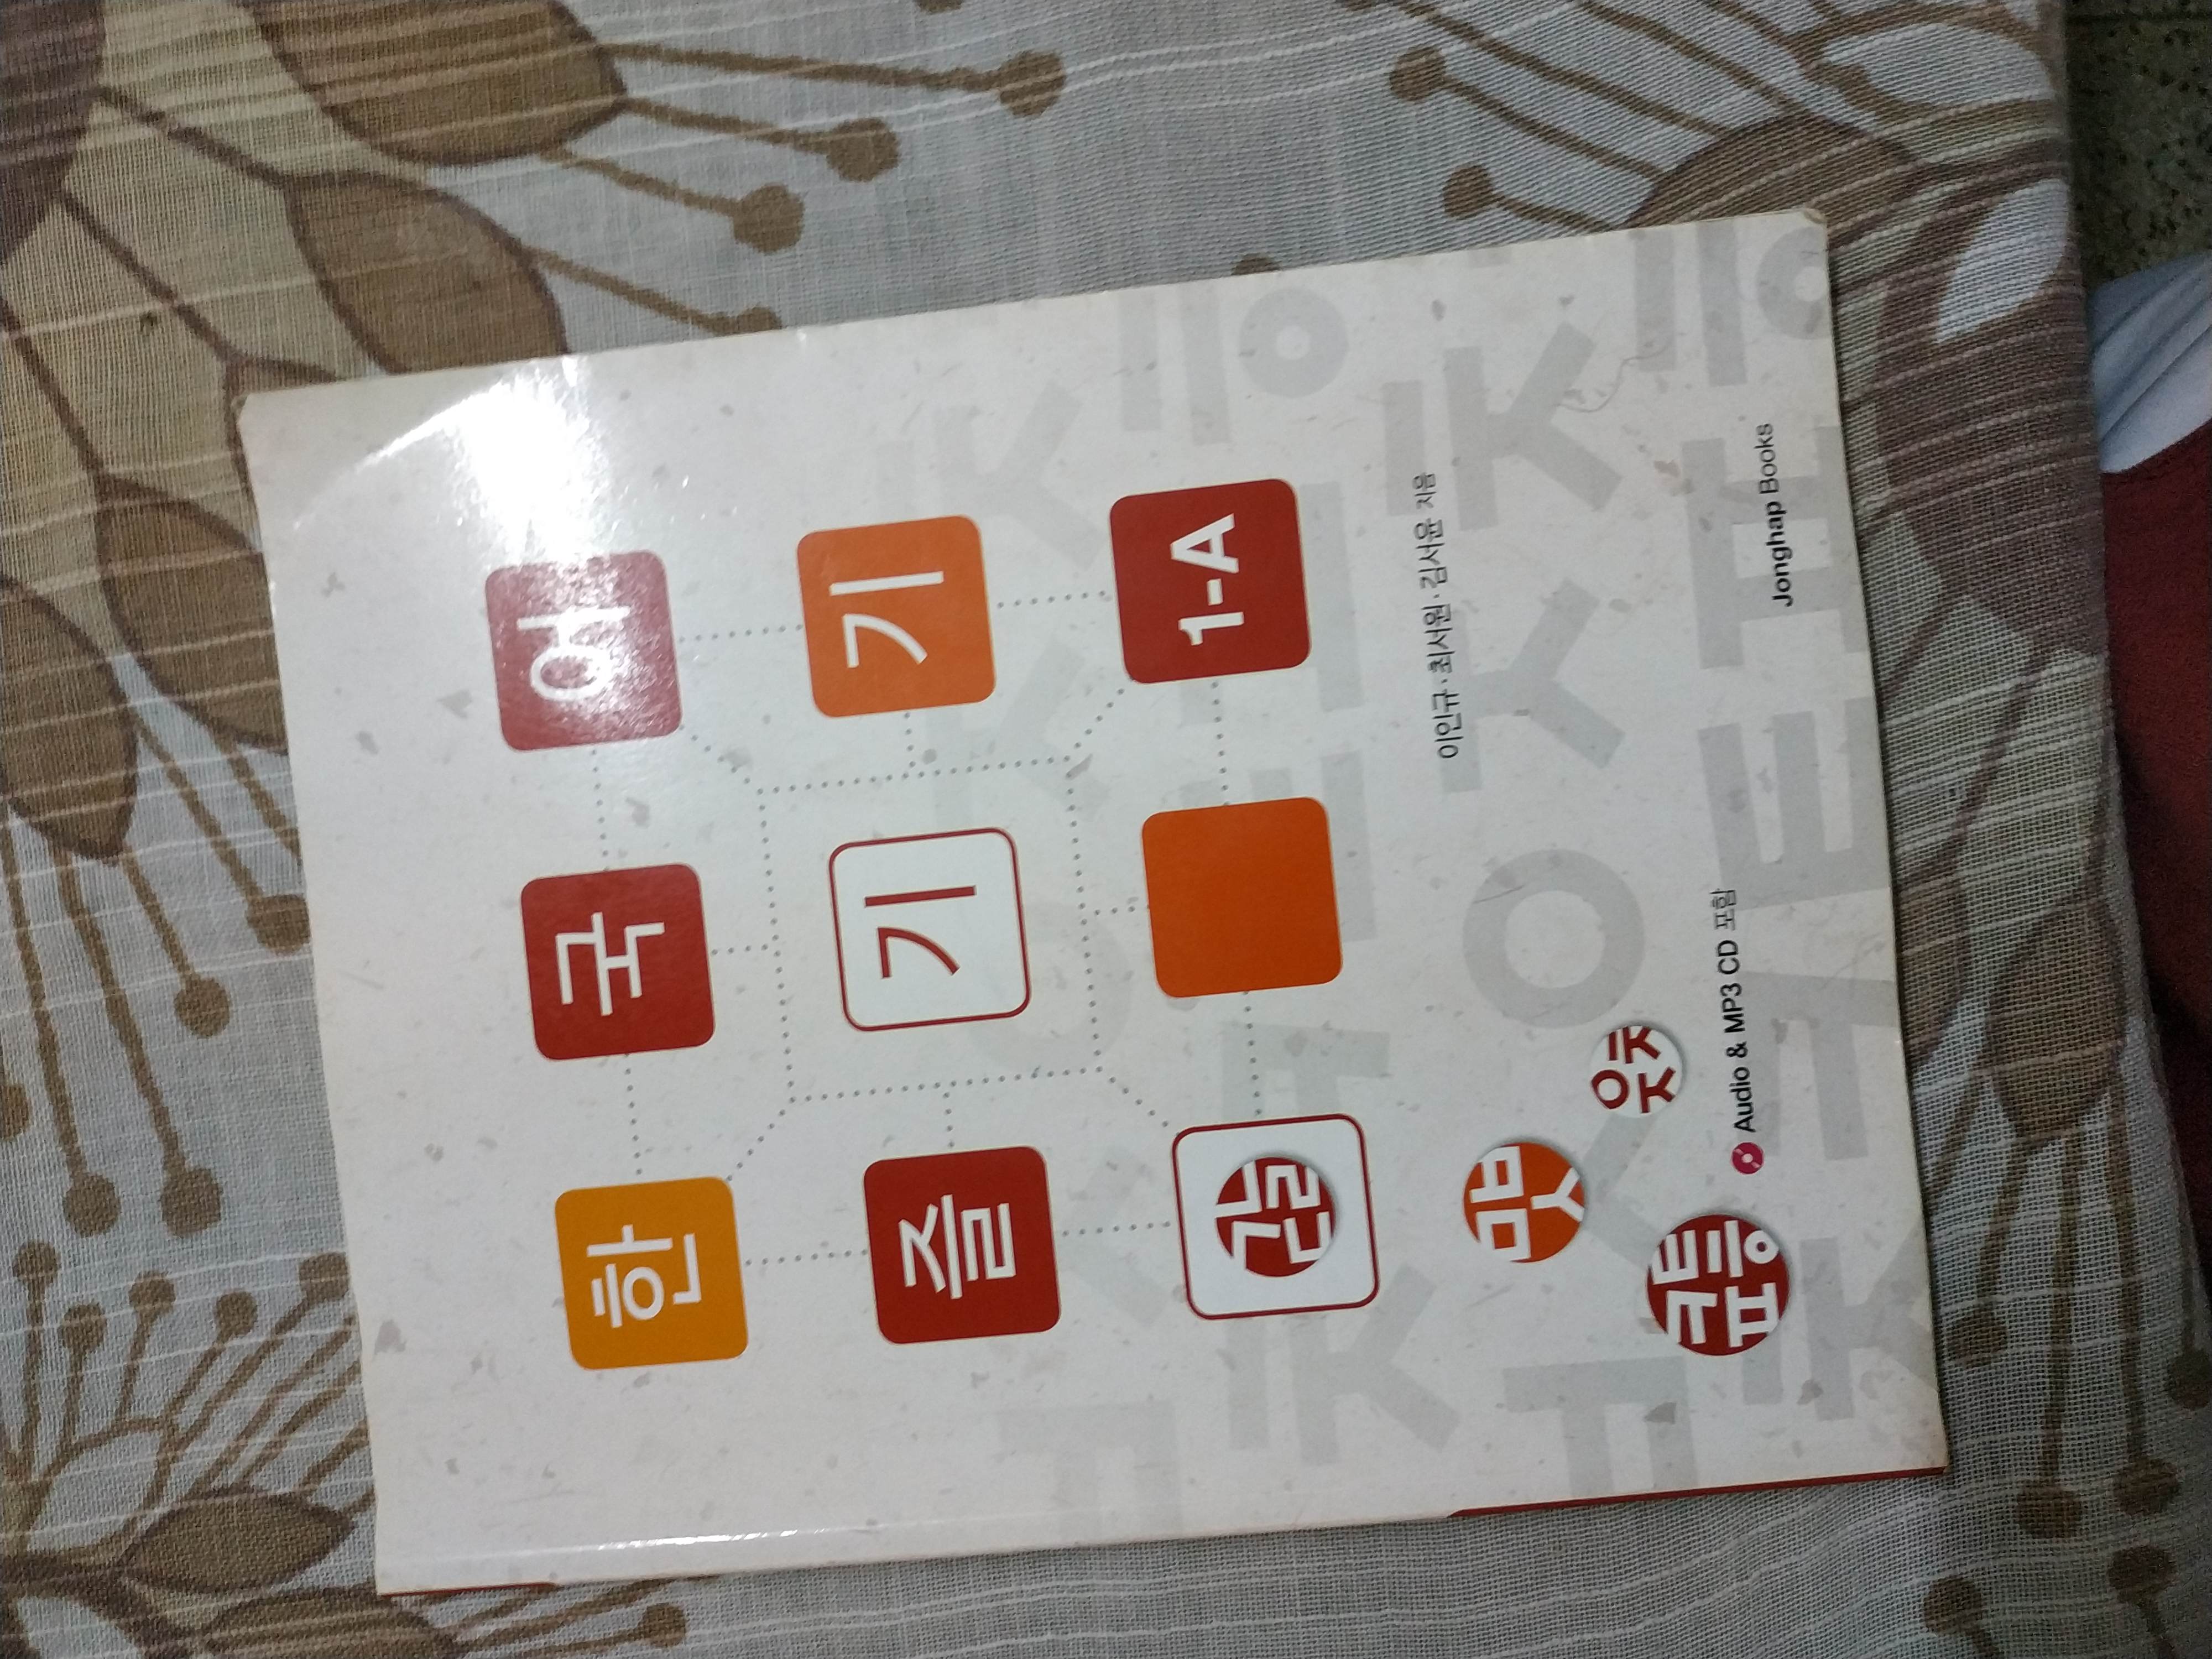 한 국 어
즐 기 기
1-A
이인규·최서원·김서윤 지음
Audio & MP3 CD 포함
Jonghap Books